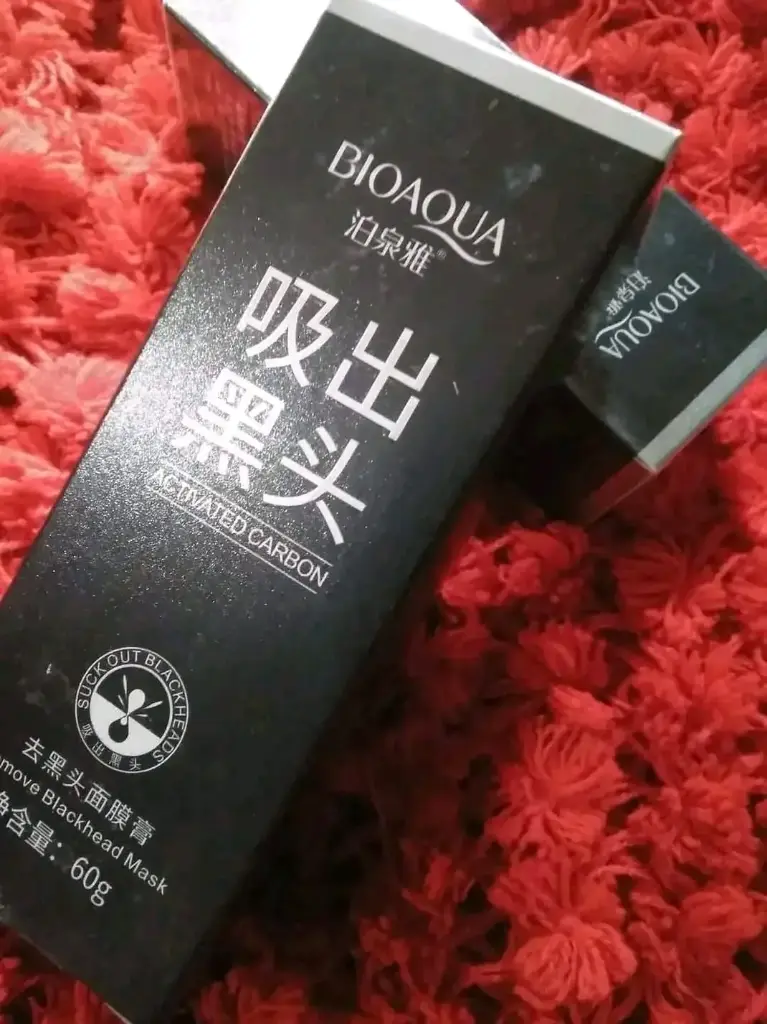 BIOAQUA
泊泉雅®
吸出
黑头
ACTIVATED CARBON
SUCK OUT BLACKHEADS
吸出黑头
去黑头面膜膏
move Blackhead Mask
净含量：60g
BIOAQUA
泊泉雅